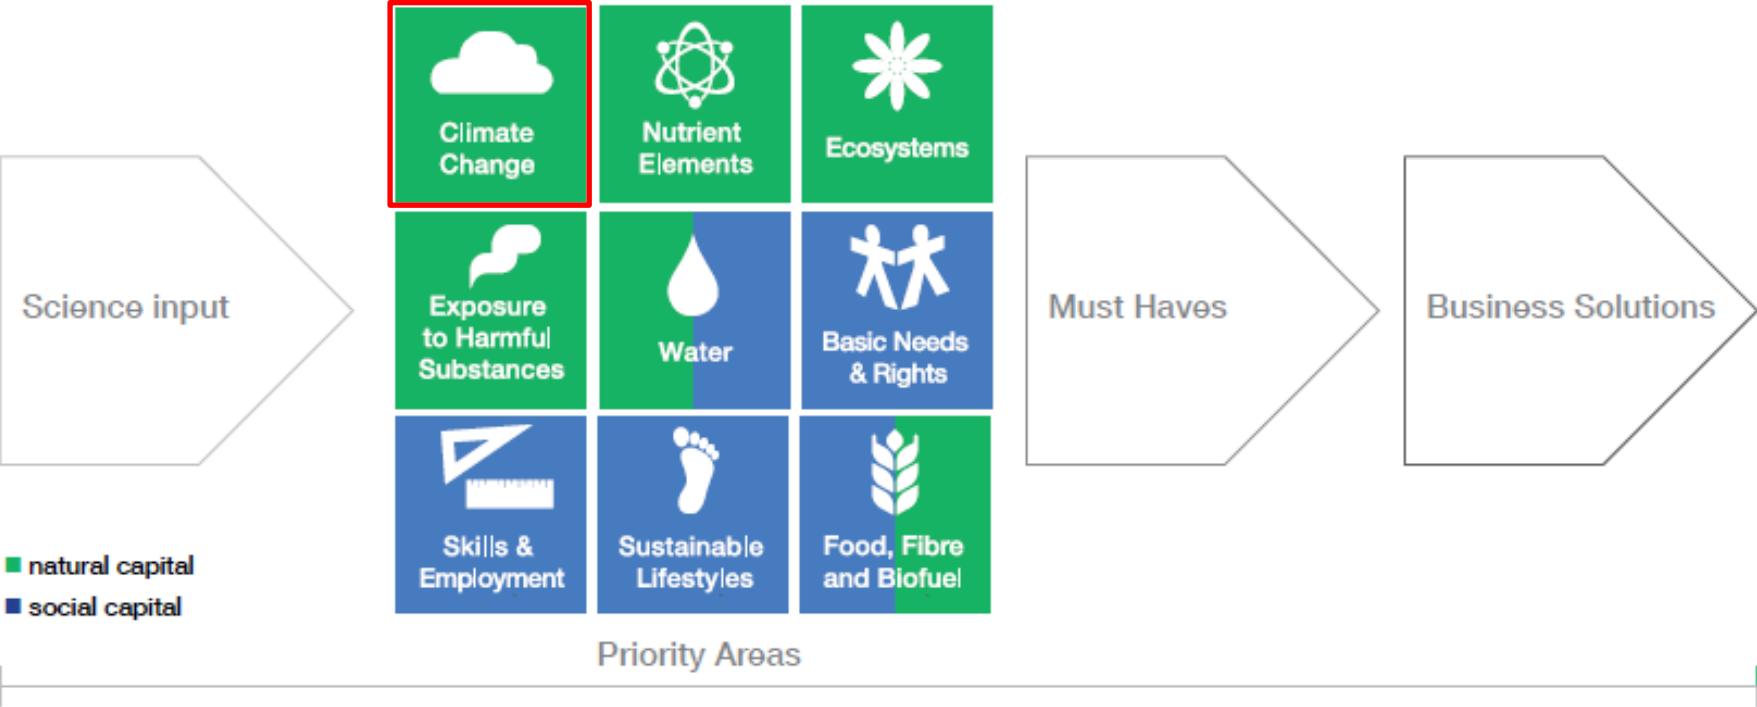 Science input
Climate
Change
Nutrient
Elements
Ecosystems
Exposure
to Harmful
Substances
Water
Basic Needs
& Rights
Skills &
Employment
Sustainable
Lifestyles
Food, Fibre
and Biofuel
Must Haves
Business Solutions
natural capital
social capital
Priority Areas